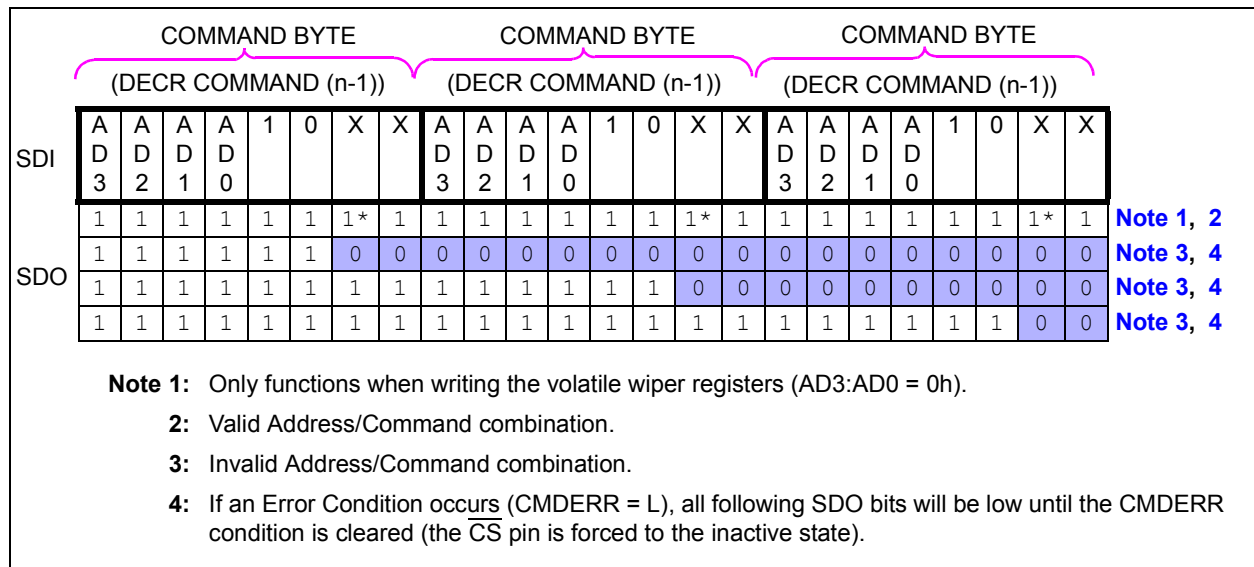 COMMAND BYTE COMMAND BYTE COMMAND BYTE
(DECR COMMAND (n-1)) (DECR COMMAND (n-1)) (DECR COMMAND (n-1))
SDI
A A A A 1 0 X X A A A A 1 0 X X A A A A 1 0 X X
D D D D D D D D D D D D
3 2 1 0 3 2 1 0 3 2 1 0
SDO
1 1 1 1 1 1 1* 1 1 1 1 1 1 1 1* 1 1 1 1 1 1 1 1* 1 Note 1, 2
1 1 1 1 1 1 0 0 0 0 0 0 0 0 0 0 0 0 0 0 0 0 0 0 Note 3, 4
1 1 1 1 1 1 1 1 1 1 1 1 1 1 0 0 0 0 0 0 0 0 0 0 Note 3, 4
1 1 1 1 1 1 1 1 1 1 1 1 1 1 1 1 1 1 1 1 1 1 0 0 Note 3, 4
Note 1: Only functions when writing the volatile wiper registers (AD3:AD0 = 0h).
2: Valid Address/Command combination.
3: Invalid Address/Command combination.
4: If an Error Condition occurs (CMDERR = L), all following SDO bits will be low until the CMDERR
condition is cleared (the C̅S̅ pin is forced to the inactive state).